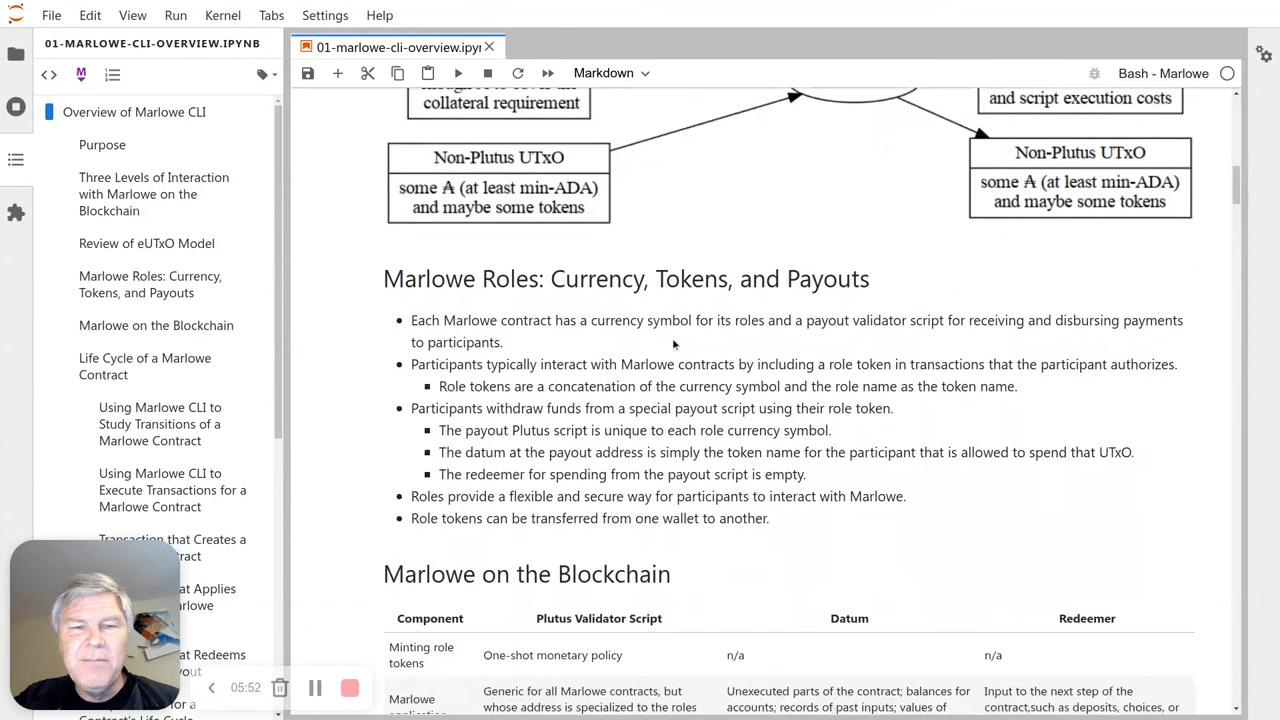 File Edit View Run Kernel Tabs Settings Help
01-MARLOWE-CLI-OVERVIEW.IPYNB
Overview of Marlowe CLI
Purpose
Three Levels of Interaction
with Marlowe on the
Blockchain
Review of eUTxO Model
Marlowe Roles: Currency,
Tokens, and Payouts
Marlowe on the Blockchain
Life Cycle of a Marlowe
Contract
Using Marlowe CLI to
Study Transitions of a
Marlowe Contract
Using Marlowe CLI to
Execute Transactions for a
Marlowe Contract
Transaction that Creates a
at Applies
at Redeems
05:52
01-marlowe-cli-overview.ipyn
Markdown
Bash - Marlowe
collateral requirement
and script execution costs
Non-Plutus UTxO
some ₳ (at least min-ADA)
and maybe some tokens
Non-Plutus UTxO
some ₳ (at least min-ADA)
and maybe some tokens
Marlowe Roles: Currency, Tokens, and Payouts
• Each Marlowe contract has a currency symbol for its roles and a payout validator script for receiving and disbursing payments
to participants.
• Participants typically interact with Marlowe contracts by including a role token in transactions that the participant authorizes.
▪ Role tokens are a concatenation of the currency symbol and the role name as the token name.
• Participants withdraw funds from a special payout script using their role token.
▪ The payout Plutus script is unique to each role currency symbol.
▪ The datum at the payout address is simply the token name for the participant that is allowed to spend that UTxO.
▪ The redeemer for spending from the payout script is empty.
• Roles provide a flexible and secure way for participants to interact with Marlowe.
• Role tokens can be transferred from one wallet to another.
Marlowe on the Blockchain
Component Plutus Validator Script Datum Redeemer
Minting role
tokens
One-shot monetary policy
n/a
n/a
Marlowe
Generic for all Marlowe contracts, but
whose address is specialized to the roles
Unexecuted parts of the contract; balances for
accounts; records of past inputs; values of
Input to the next step of the
contract,such as deposits, choices, or